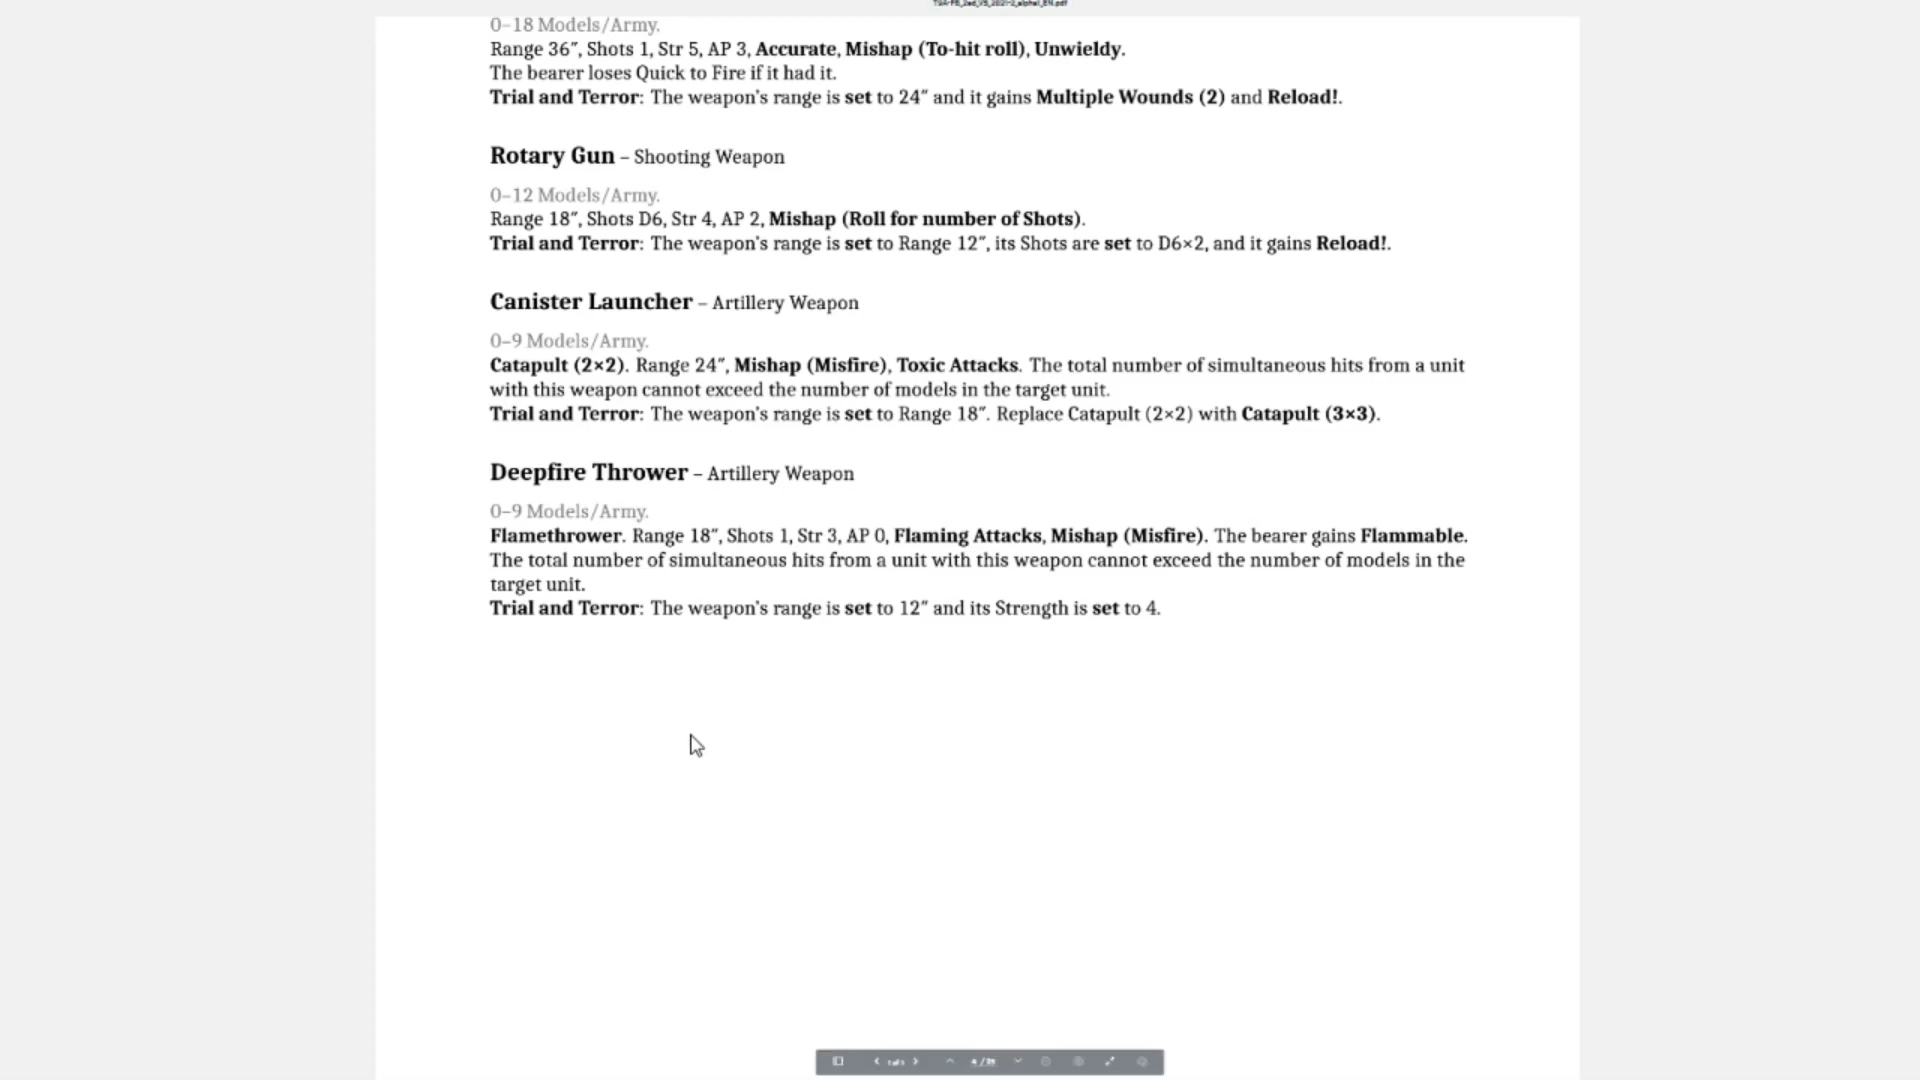 0–18 Models/Army.
Range 36″, Shots 1, Str 5, AP 3, Accurate, Mishap (To-hit roll), Unwieldy.
The bearer loses Quick to Fire if it had it.
Trial and Terror: The weapon's range is set to 24″ and it gains Multiple Wounds (2) and Reload!.
Rotary Gun – Shooting Weapon
0–12 Models/Army.
Range 18″, Shots D6, Str 4, AP 2, Mishap (Roll for number of Shots).
Trial and Terror: The weapon's range is set to Range 12″, its Shots are set to D6×2, and it gains Reload!.
Canister Launcher – Artillery Weapon
0–9 Models/Army.
Catapult (2×2). Range 24″, Mishap (Misfire), Toxic Attacks. The total number of simultaneous hits from a unit
with this weapon cannot exceed the number of models in the target unit.
Trial and Terror: The weapon's range is set to Range 18″. Replace Catapult (2×2) with Catapult (3×3).
Deepfire Thrower – Artillery Weapon
0–9 Models/Army.
Flamethrower. Range 18″, Shots 1, Str 3, AP 0, Flaming Attacks, Mishap (Misfire). The bearer gains Flammable.
The total number of simultaneous hits from a unit with this weapon cannot exceed the number of models in the
target unit.
Trial and Terror: The weapon's range is set to 12″ and its Strength is set to 4.